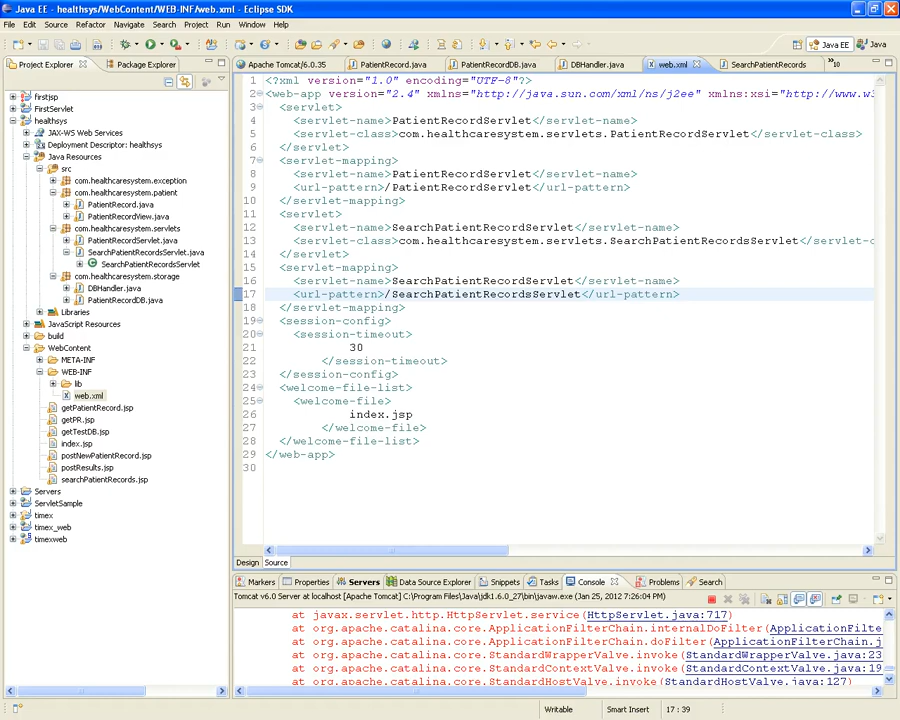 Java EE - healthsys/WebContent/WEB-INF/web.xml - Eclipse SDK
File Edit Source Refactor Navigate Search Project Run Window Help
Java EE Java
Project Explorer Package Explorer
Apache Tomcat/6.0.35 PatientRecord.java PatientRecordDB.java DBHandler.java web.xml SearchPatientRecords »10
firstjsp
FirstServlet
healthsys
JAX-WS Web Services
Deployment Descriptor: healthsys
Java Resources
src
com.healthcaresystem.exception
com.healthcaresystem.patient
PatientRecord.java
PatientRecordView.java
com.healthcaresystem.servlets
PatientRecordServlet.java
SearchPatientRecordsServlet.java
SearchPatientRecordsServlet
com.healthcaresystem.storage
DBHandler.java
PatientRecordDB.java
Libraries
JavaScript Resources
build
WebContent
META-INF
WEB-INF
lib
web.xml
getPatientRecord.jsp
getPR.jsp
getTestDB.jsp
index.jsp
postNewPatientRecord.jsp
postResults.jsp
searchPatientRecords.jsp
Servers
ServletSample
timex
timex_web
timexweb
1 <?xml version="1.0" encoding="UTF-8"?>
2 <web-app version="2.4" xmlns="http://java.sun.com/xml/ns/j2ee" xmlns:xsi="http://www.w3
3 <servlet>
4 <servlet-name>PatientRecordServlet</servlet-name>
5 <servlet-class>com.healthcaresystem.servlets.PatientRecordServlet</servlet-class>
6 </servlet>
7 <servlet-mapping>
8 <servlet-name>PatientRecordServlet</servlet-name>
9 <url-pattern>/PatientRecordServlet</url-pattern>
10 </servlet-mapping>
11 <servlet>
12 <servlet-name>SearchPatientRecordServlet</servlet-name>
13 <servlet-class>com.healthcaresystem.servlets.SearchPatientRecordsServlet</servlet-c
14 </servlet>
15 <servlet-mapping>
16 <servlet-name>SearchPatientRecordServlet</servlet-name>
17 <url-pattern>/SearchPatientRecordsServlet</url-pattern>
18 </servlet-mapping>
19 <session-config>
20 <session-timeout>
21 30
22 </session-timeout>
23 </session-config>
24 <welcome-file-list>
25 <welcome-file>
26 index.jsp
27 </welcome-file>
28 </welcome-file-list>
29 </web-app>
30
Design Source
Markers Properties Servers Data Source Explorer Snippets Tasks Console Problems Search
Tomcat v6.0 Server at localhost [Apache Tomcat] C:\Program Files\Java\jdk1.6.0_27\bin\javaw.exe (Jan 25, 2012 7:26:04 PM)
at javax.servlet.http.HttpServlet.service(HttpServlet.java:717)
at org.apache.catalina.core.ApplicationFilterChain.internalDoFilter(ApplicationFilte
at org.apache.catalina.core.ApplicationFilterChain.doFilter(ApplicationFilterChain.j
at org.apache.catalina.core.StandardWrapperValve.invoke(StandardWrapperValve.java:23
at org.apache.catalina.core.StandardContextValve.invoke(StandardContextValve.java:19
at org.apache.catalina.core.StandardHostValve.invoke(StandardHostValve.java:127)
Writable Smart Insert 17 : 39